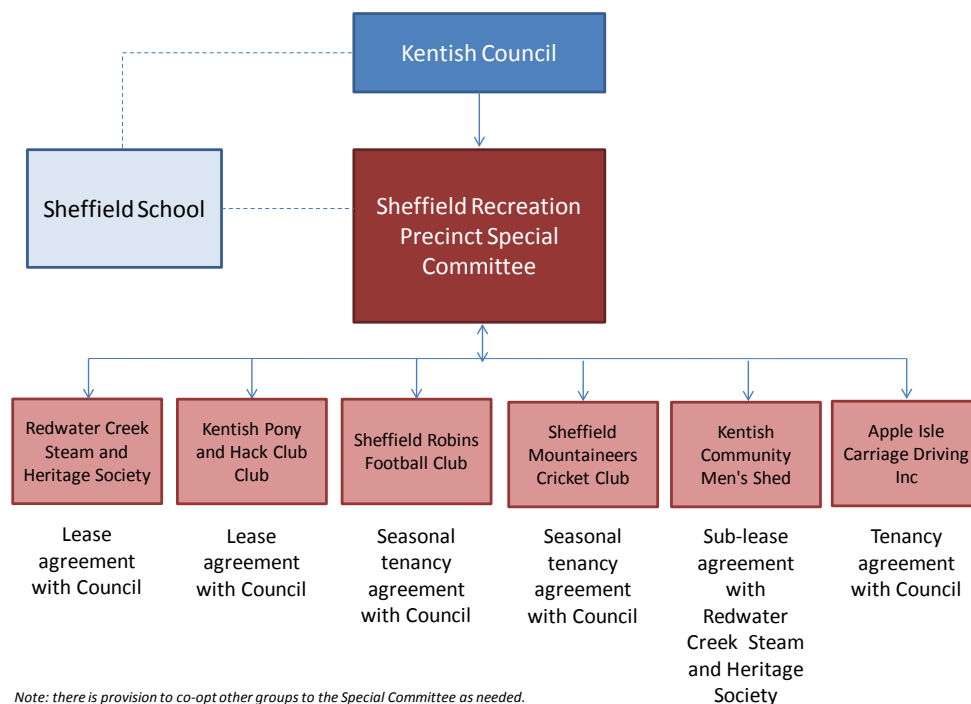 Kentish Council
Sheffield School
Sheffield Recreation
Precinct Special
Committee
Redwater Creek
Steam and
Heritage Society
Kentish Pony
and Hack Club
Club
Sheffield Robins
Football Club
Sheffield
Mountaineers
Cricket Club
Kentish
Community
Men's Shed
Apple Isle
Carriage Driving
Inc
Lease
agreement
with Council
Lease
agreement
with Council
Seasonal
tenancy
agreement
with Council
Seasonal
tenancy
agreement
with Council
Sub-lease
agreement
with
Redwater
Creek Steam
and Heritage
Society
Tenancy
agreement
with Council
Note: there is provision to co-opt other groups to the Special Committee as needed.